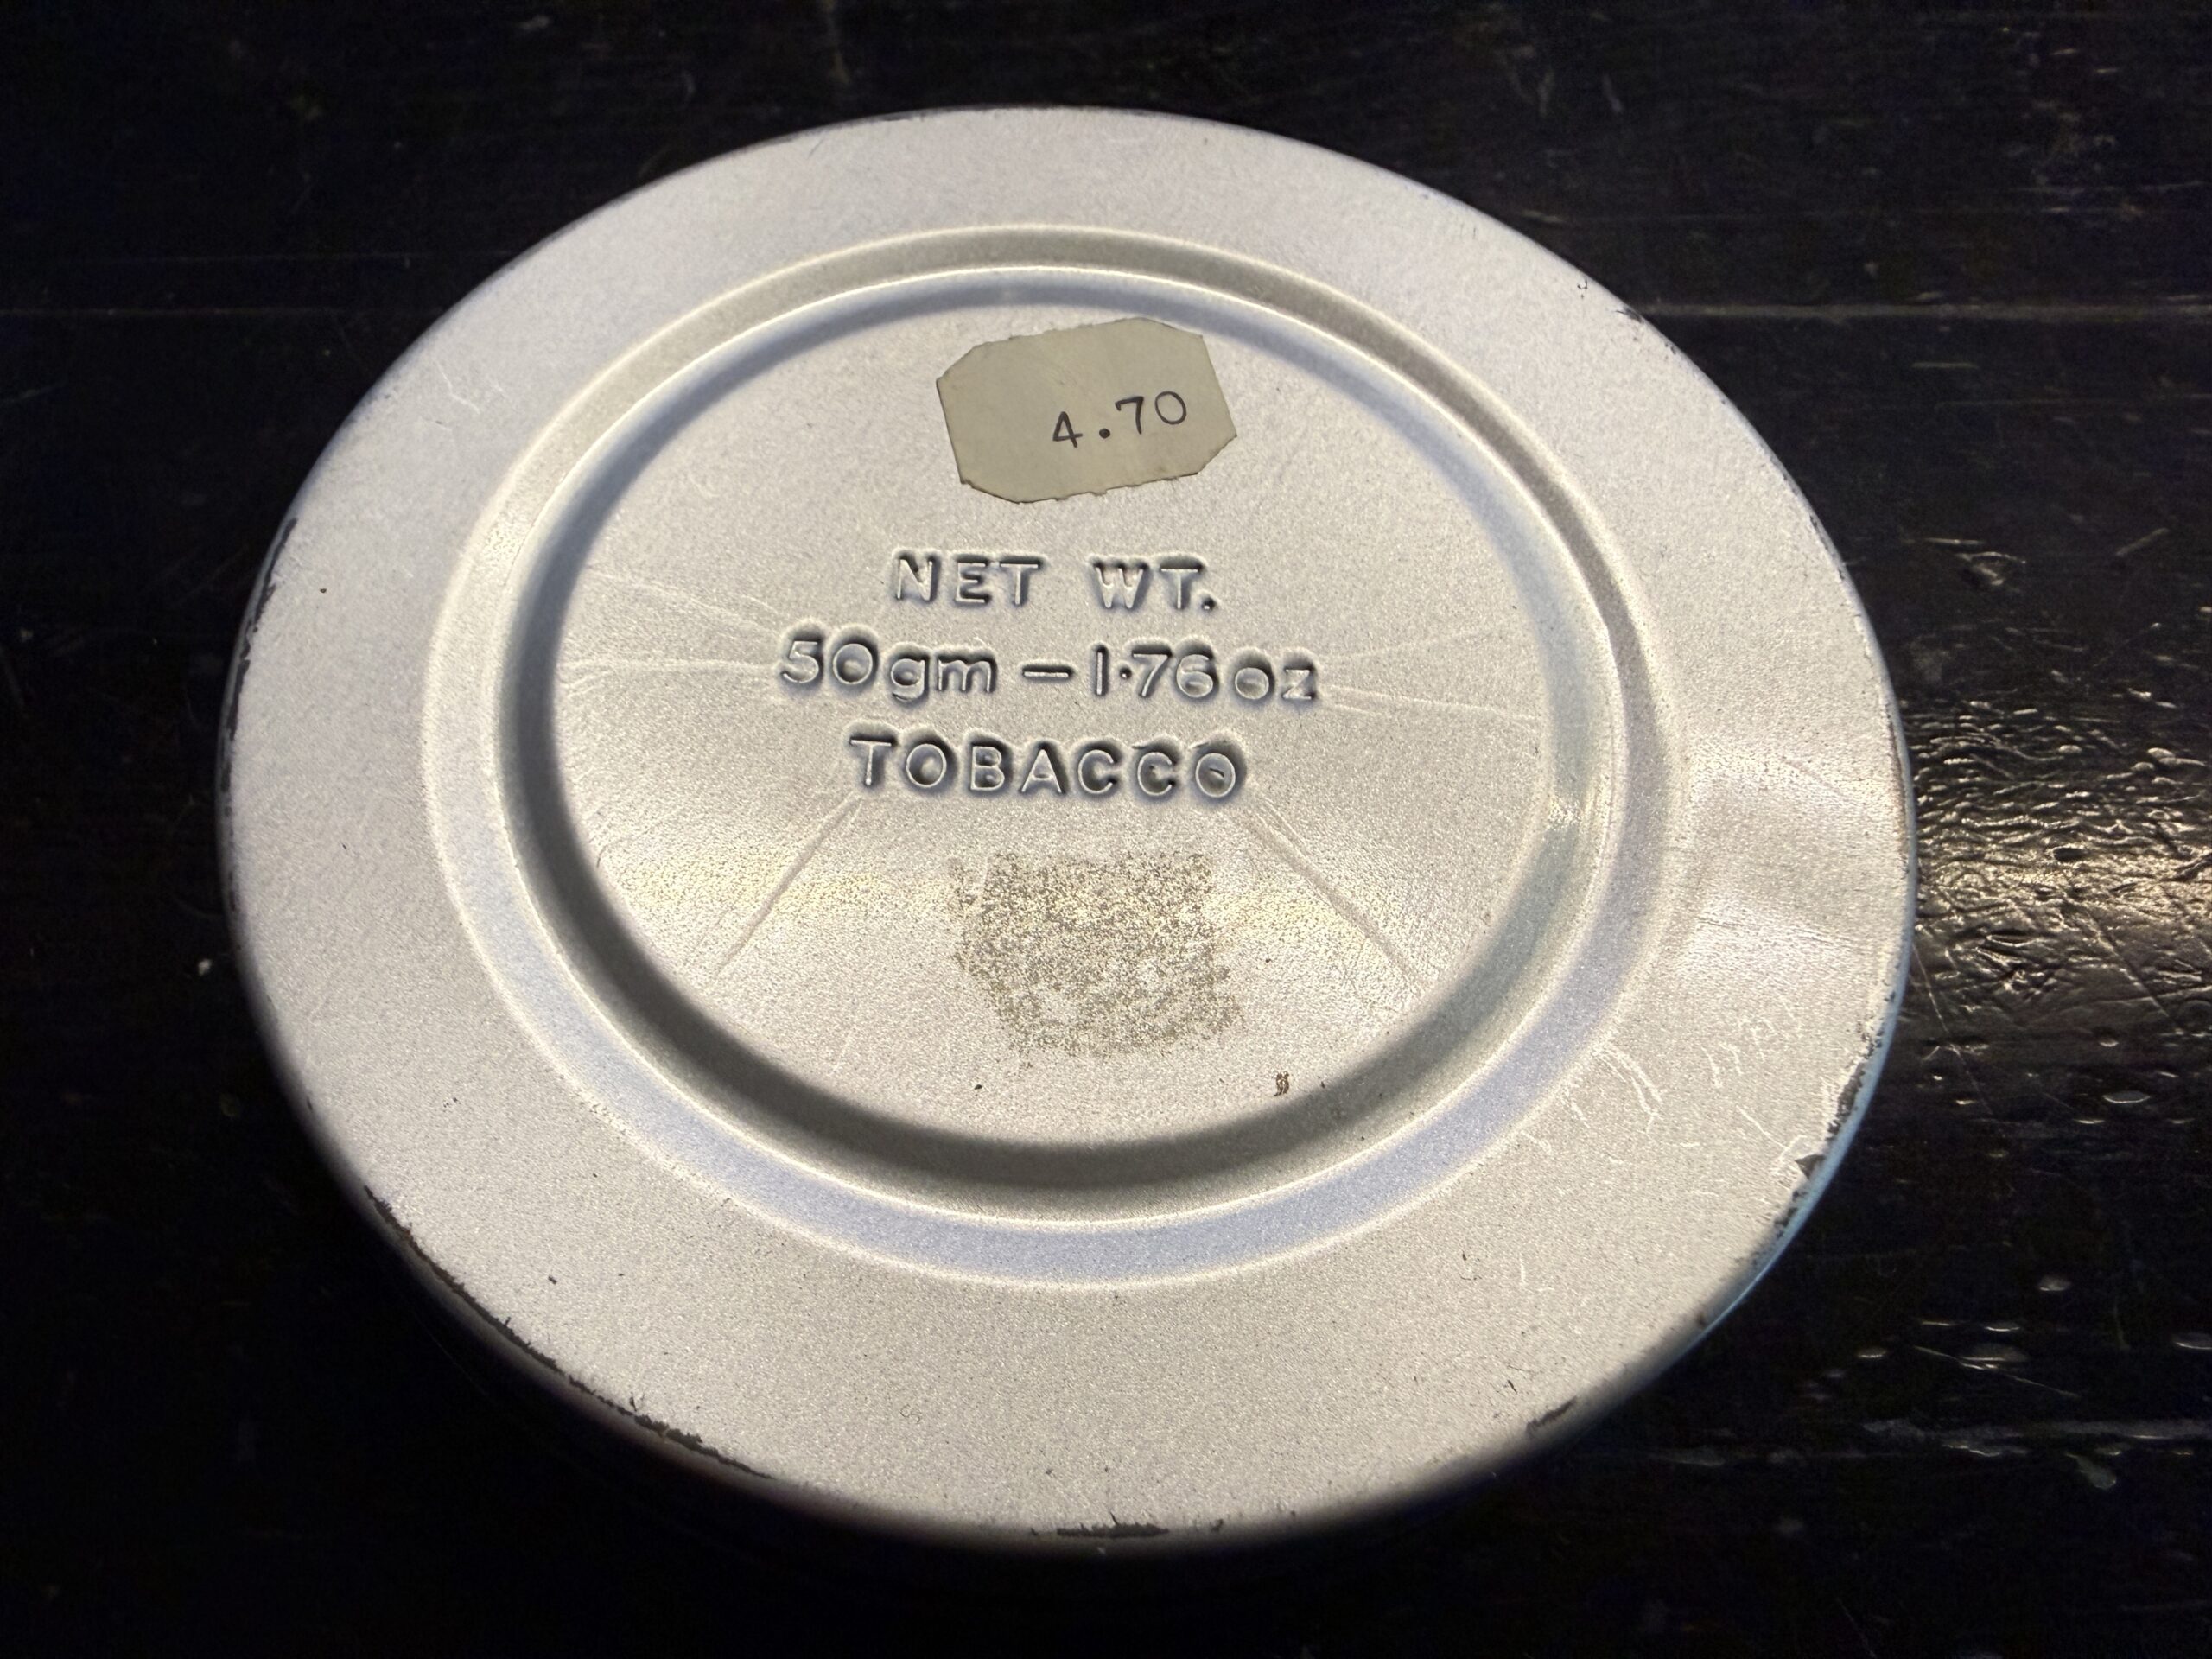 4.70
NET WT.
50gm – 1·76oz
TOBACCO